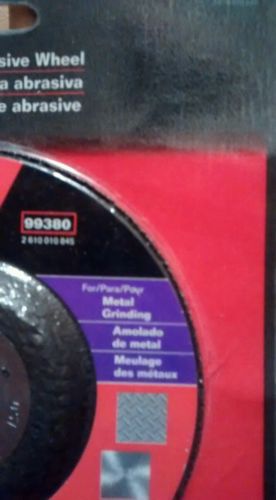 sive Wheel
a abrasiva
e abrasive
99380
2 610 010 845
For/Para/Pour
Metal
Grinding
Amolado
de metal
Meulage
des métaux